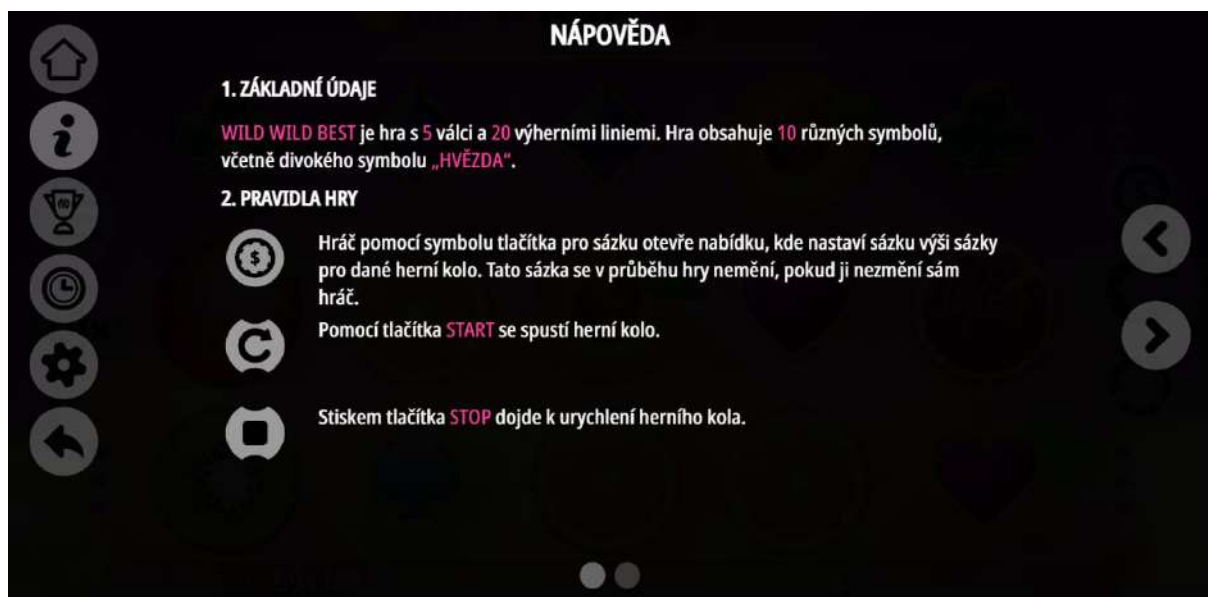 NÁPOVĚDA
1. ZÁKLADNÍ ÚDAJE
WILD WILD BEST je hra s 5 válci a 20 výherními liniemi. Hra obsahuje 10 různých symbolů,
včetně divokého symbolu „HVĚZDA“.
2. PRAVIDLA HRY
Hráč pomocí symbolu tlačítka pro sázku otevře nabídku, kde nastaví sázku výši sázky
pro dané herní kolo. Tato sázka se v průběhu hry nemění, pokud ji nezmění sám
hráč.
Pomocí tlačítka START se spustí herní kolo.
Stiskem tlačítka STOP dojde k urychlení herního kola.